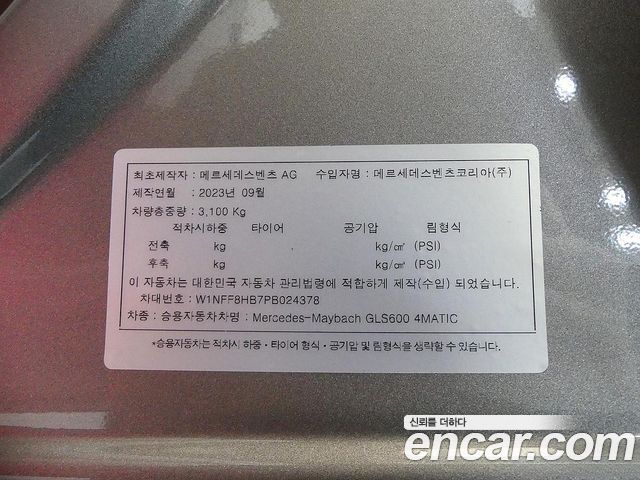 최초제작자 : 메르세데스벤츠 AG 수입자명 : 메르세데스벤츠코리아(주)
제작연월 : 2023년 09월
차량총중량 : 3,100 Kg
적차시하중 타이어 공기압 림형식
전축 kg kg/㎠ (PSI)
후축 kg kg/㎠ (PSI)
이 자동차는 대한민국 자동차 관리법령에 적합하게 제작(수입) 되었습니다.
차대번호 : W1NFF8HB7PB024378
차종 : 승용자동차차명 : Mercedes-Maybach GLS600 4MATIC
*승용자동차는 적차시 하중·타이어 형식·공기압 및 림형식을 생략할 수 있습니다.
신뢰를 더하다
encar.com